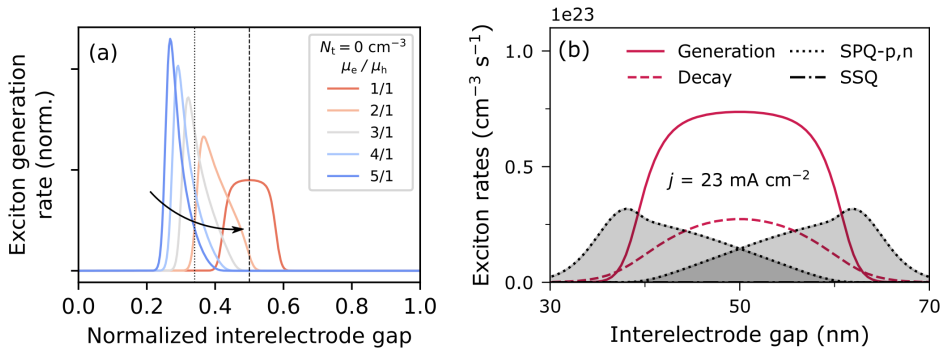 (a)
N_t = 0 cm⁻³
μ_e / μ_h
1/1
2/1
3/1
4/1
5/1
Exciton generation
rate (norm.)
0.0 0.2 0.4 0.6 0.8 1.0
Normalized interelectrode gap
1e23
(b)
Generation
Decay
SPQ-p,n
SSQ
j = 23 mA cm⁻²
Exciton rates (cm⁻³ s⁻¹)
1.0
0.5
0.0
30 50 70
Interelectrode gap (nm)